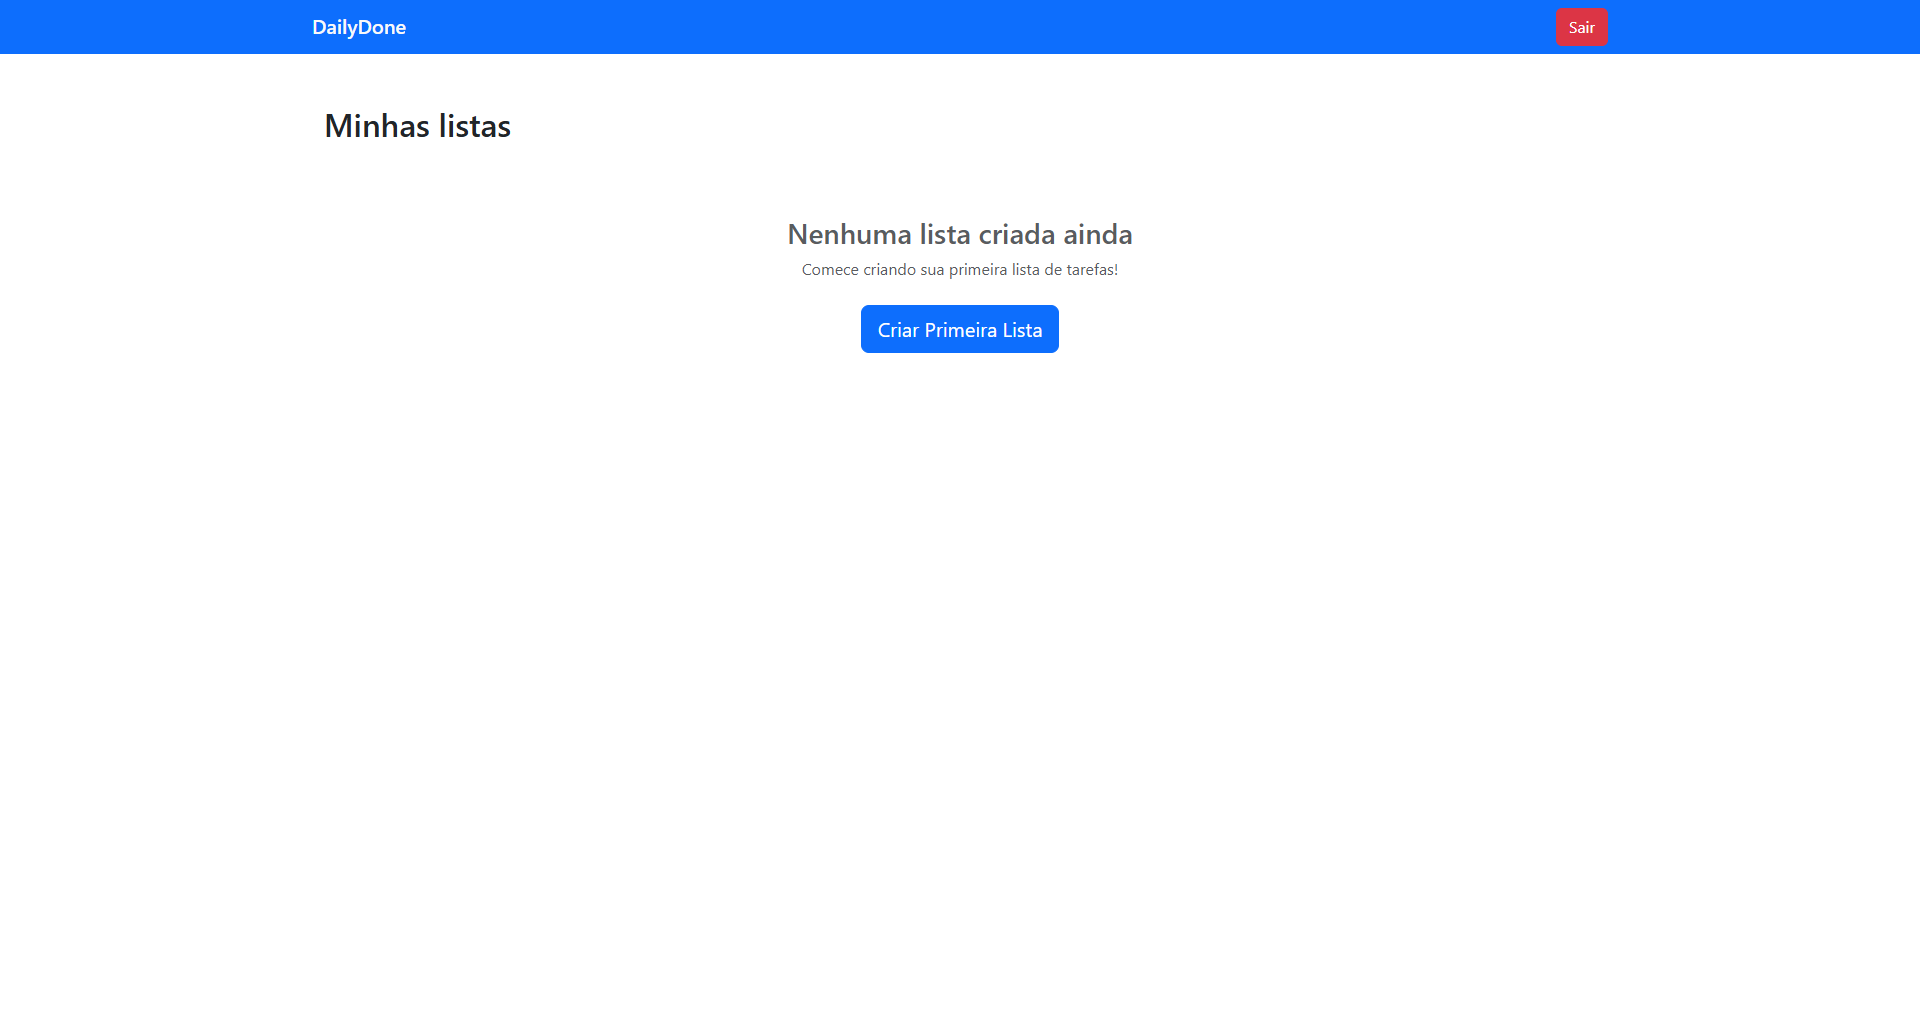 DailyDone
Sair
Minhas listas
Nenhuma lista criada ainda
Comece criando sua primeira lista de tarefas!
Criar Primeira Lista